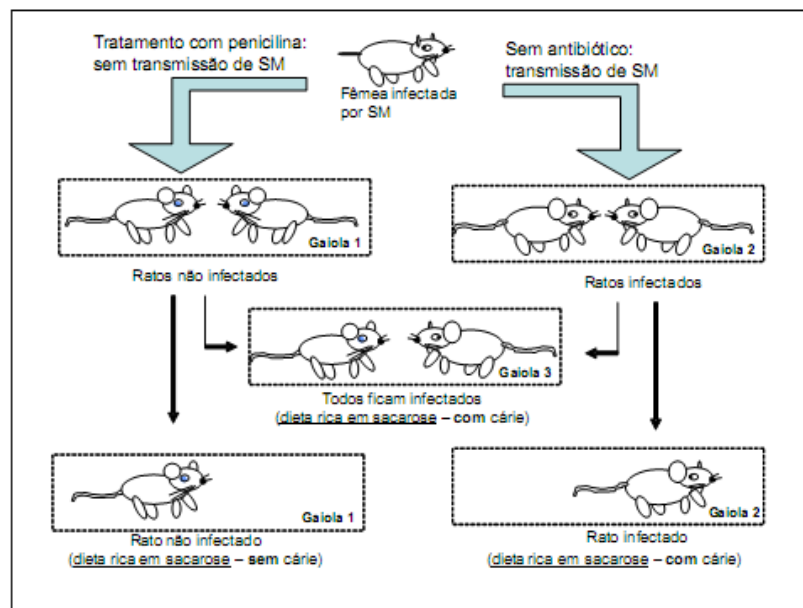 Tratamento com penicilina:
sem transmissão de SM
Sem antibiótico:
transmissão de SM
Fêmea infectada
por SM
Gaiola 1
Gaiola 2
Ratos não infectados
Ratos infectados
Gaiola 3
Todos ficam infectados
(dieta rica em sacarose – com cárie)
Gaiola 1
Gaiola 2
Rato não infectado
(dieta rica em sacarose – sem cárie)
Rato infectado
(dieta rica em sacarose – com cárie)